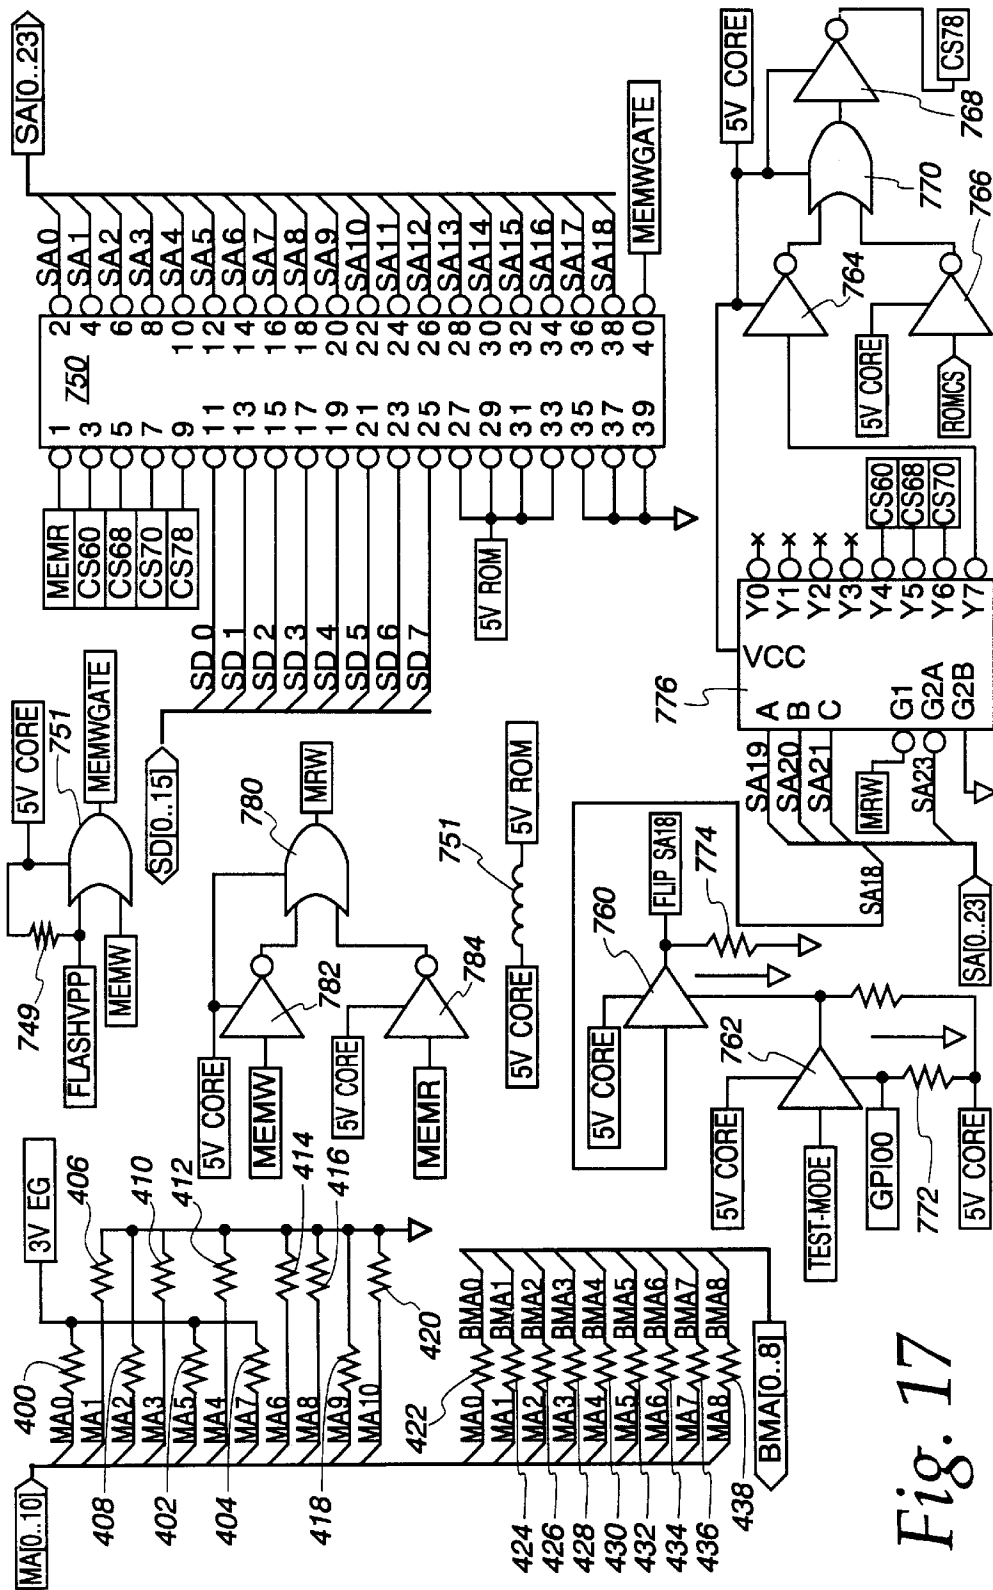 MA[0..10]
400
MA0
MA1
MA2
MA3
MA5
MA4
MA7
MA6
MA8
MA9
MA10
408
402
404
418
3V EG
406
410
412
414
416
420
422
MA0
MA1
MA2
MA3
MA4
MA5
MA6
MA7
MA8
BMA0
BMA1
BMA2
BMA3
BMA4
BMA5
BMA6
BMA7
BMA8
424
426
428
430
432
434
436
438
BMA[0..8]
Fig. 17
749
FLASHVPP
MEMW
5V CORE
751
MEMWGATE
5V CORE
MEMW
782
5V CORE
MEMR
784
780
MRW
5V CORE
751
5V ROM
5V CORE
760
FLIP SA18
774
5V CORE
762
TEST-MODE
GPIO0
772
5V CORE
SD[0..15]
SD 0
SD 1
SD 2
SD 3
SD 4
SD 5
SD 6
SD 7
MEMR
CS60
CS68
CS70
CS78
5V ROM
750
1
3
5
7
9
11
13
15
17
19
21
23
25
27
29
31
33
35
37
39
2
4
6
8
10
12
14
16
18
20
22
24
26
28
30
32
34
36
38
40
SA0
SA1
SA2
SA3
SA4
SA5
SA6
SA7
SA8
SA9
SA10
SA11
SA12
SA13
SA14
SA15
SA16
SA17
SA18
MEMWGATE
SA[0..23]
SA18
SA[0..23]
SA19
SA20
SA21
MRW
SA23
776
A
B
C
G1
G2A
G2B
VCC
Y0
Y1
Y2
Y3
Y4
Y5
Y6
Y7
CS60
CS68
CS70
5V CORE
764
5V CORE
ROMCS
766
770
768
CS78